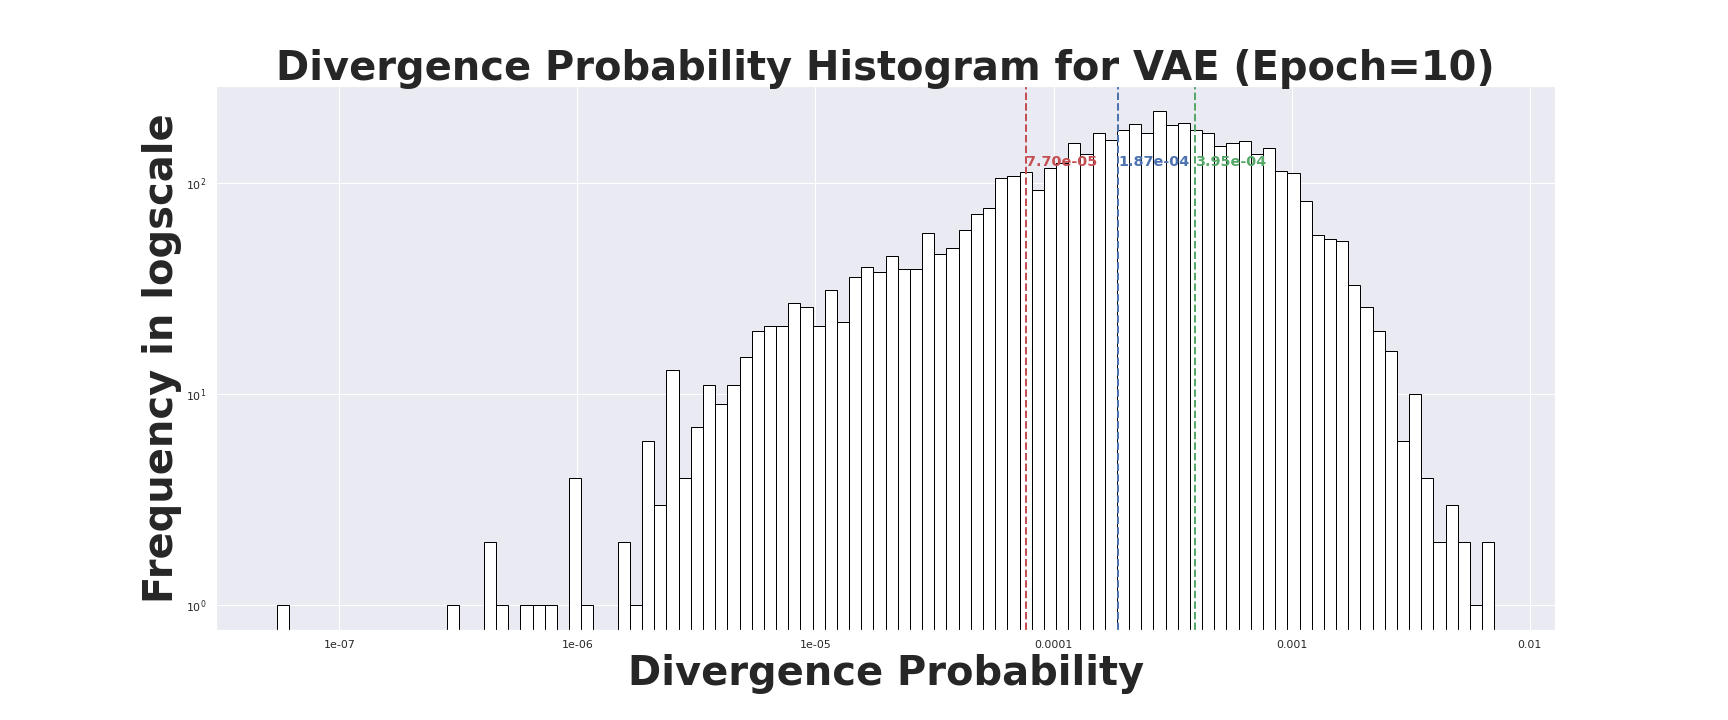 Divergence Probability Histogram for VAE (Epoch=10)
Frequency in logscale
10²
10¹
10⁰
7.70e-05 1.87e-04 3.95e-04
1e-07 1e-06 1e-05 0.0001 0.001 0.01
Divergence Probability